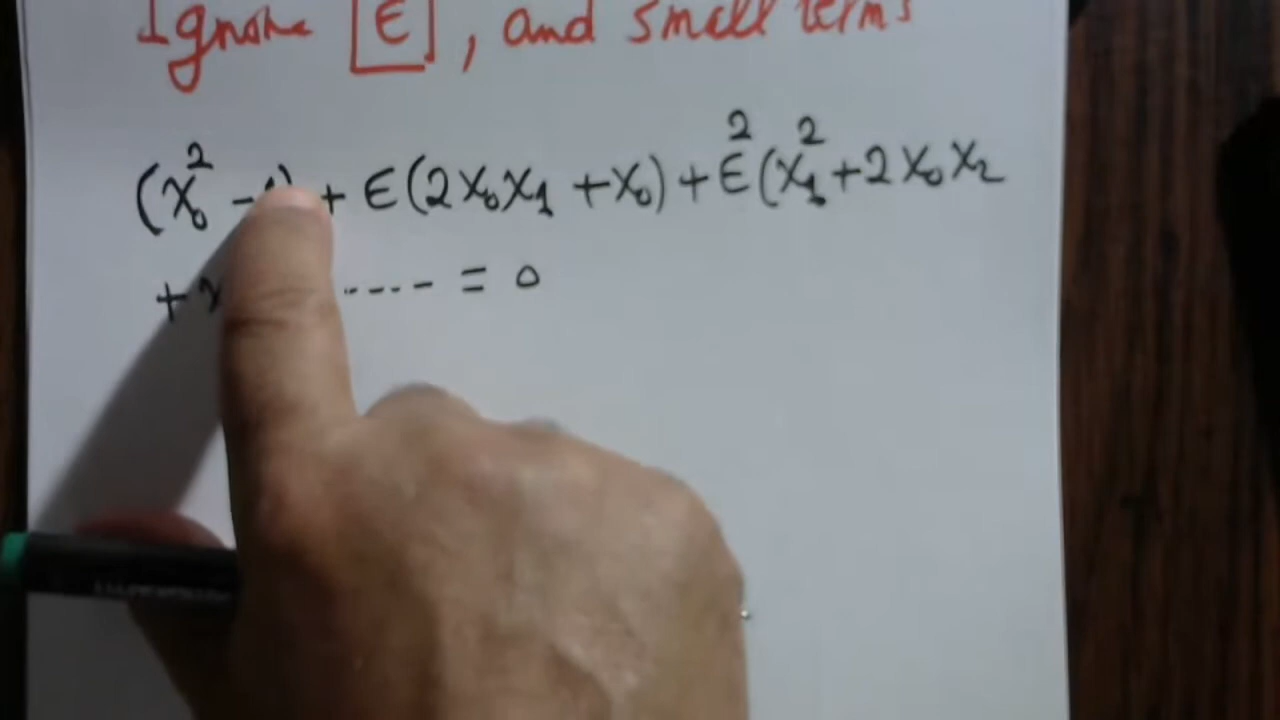 Ignore [ϵ], and small terms
(x₀² - 1) + ϵ(2x₀x₁ + x₀) + ϵ²(x₁² + 2x₀x₂
+ x ..... = 0